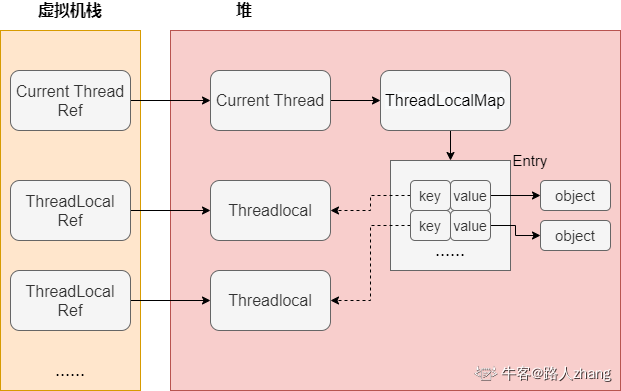 虚拟机栈
堆
Current Thread
Ref
Current Thread
ThreadLocalMap
Entry
ThreadLocal
Ref
Threadlocal
key
value
object
key
value
object
......
ThreadLocal
Ref
Threadlocal
......
牛客@路人zhang